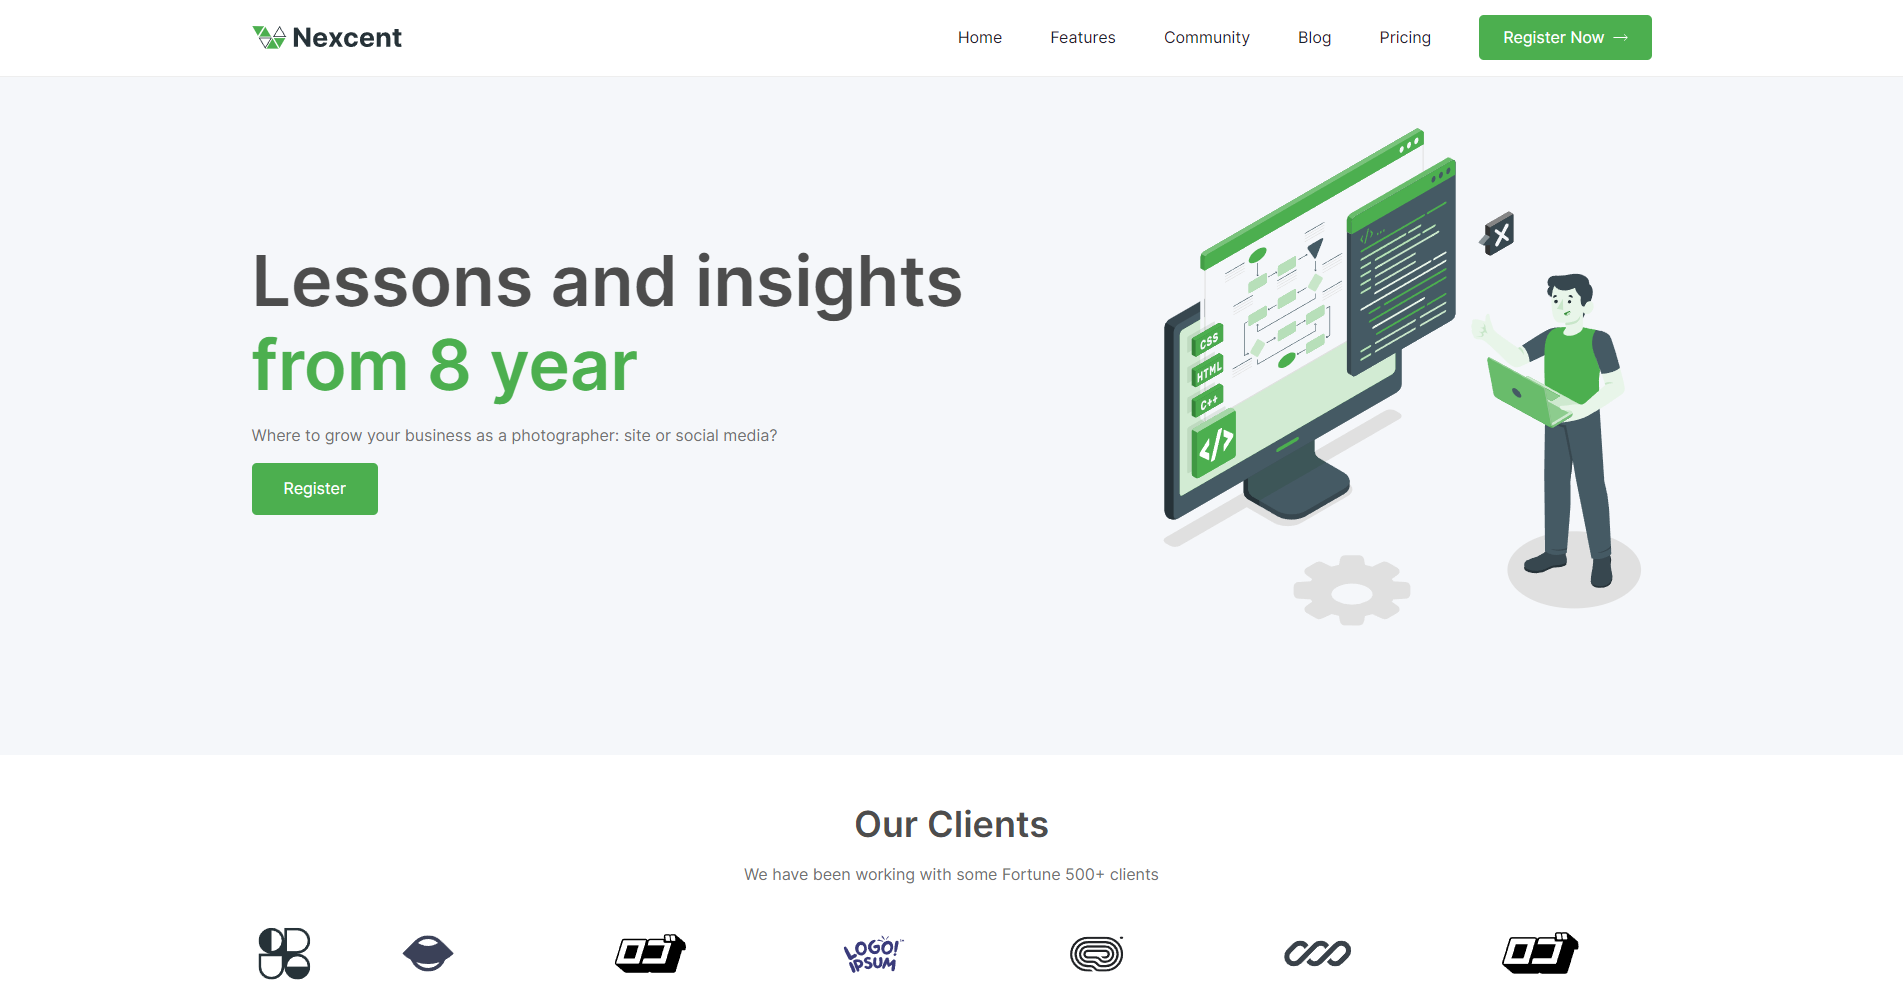 Nexcent
Home Features Community Blog Pricing Register Now →
Lessons and insights
from 8 year
Where to grow your business as a photographer: site or social media?
Register
</>...
CSS
HTML
C++
</>
X
Our Clients
We have been working with some Fortune 500+ clients
LOGO!™
IPSUM